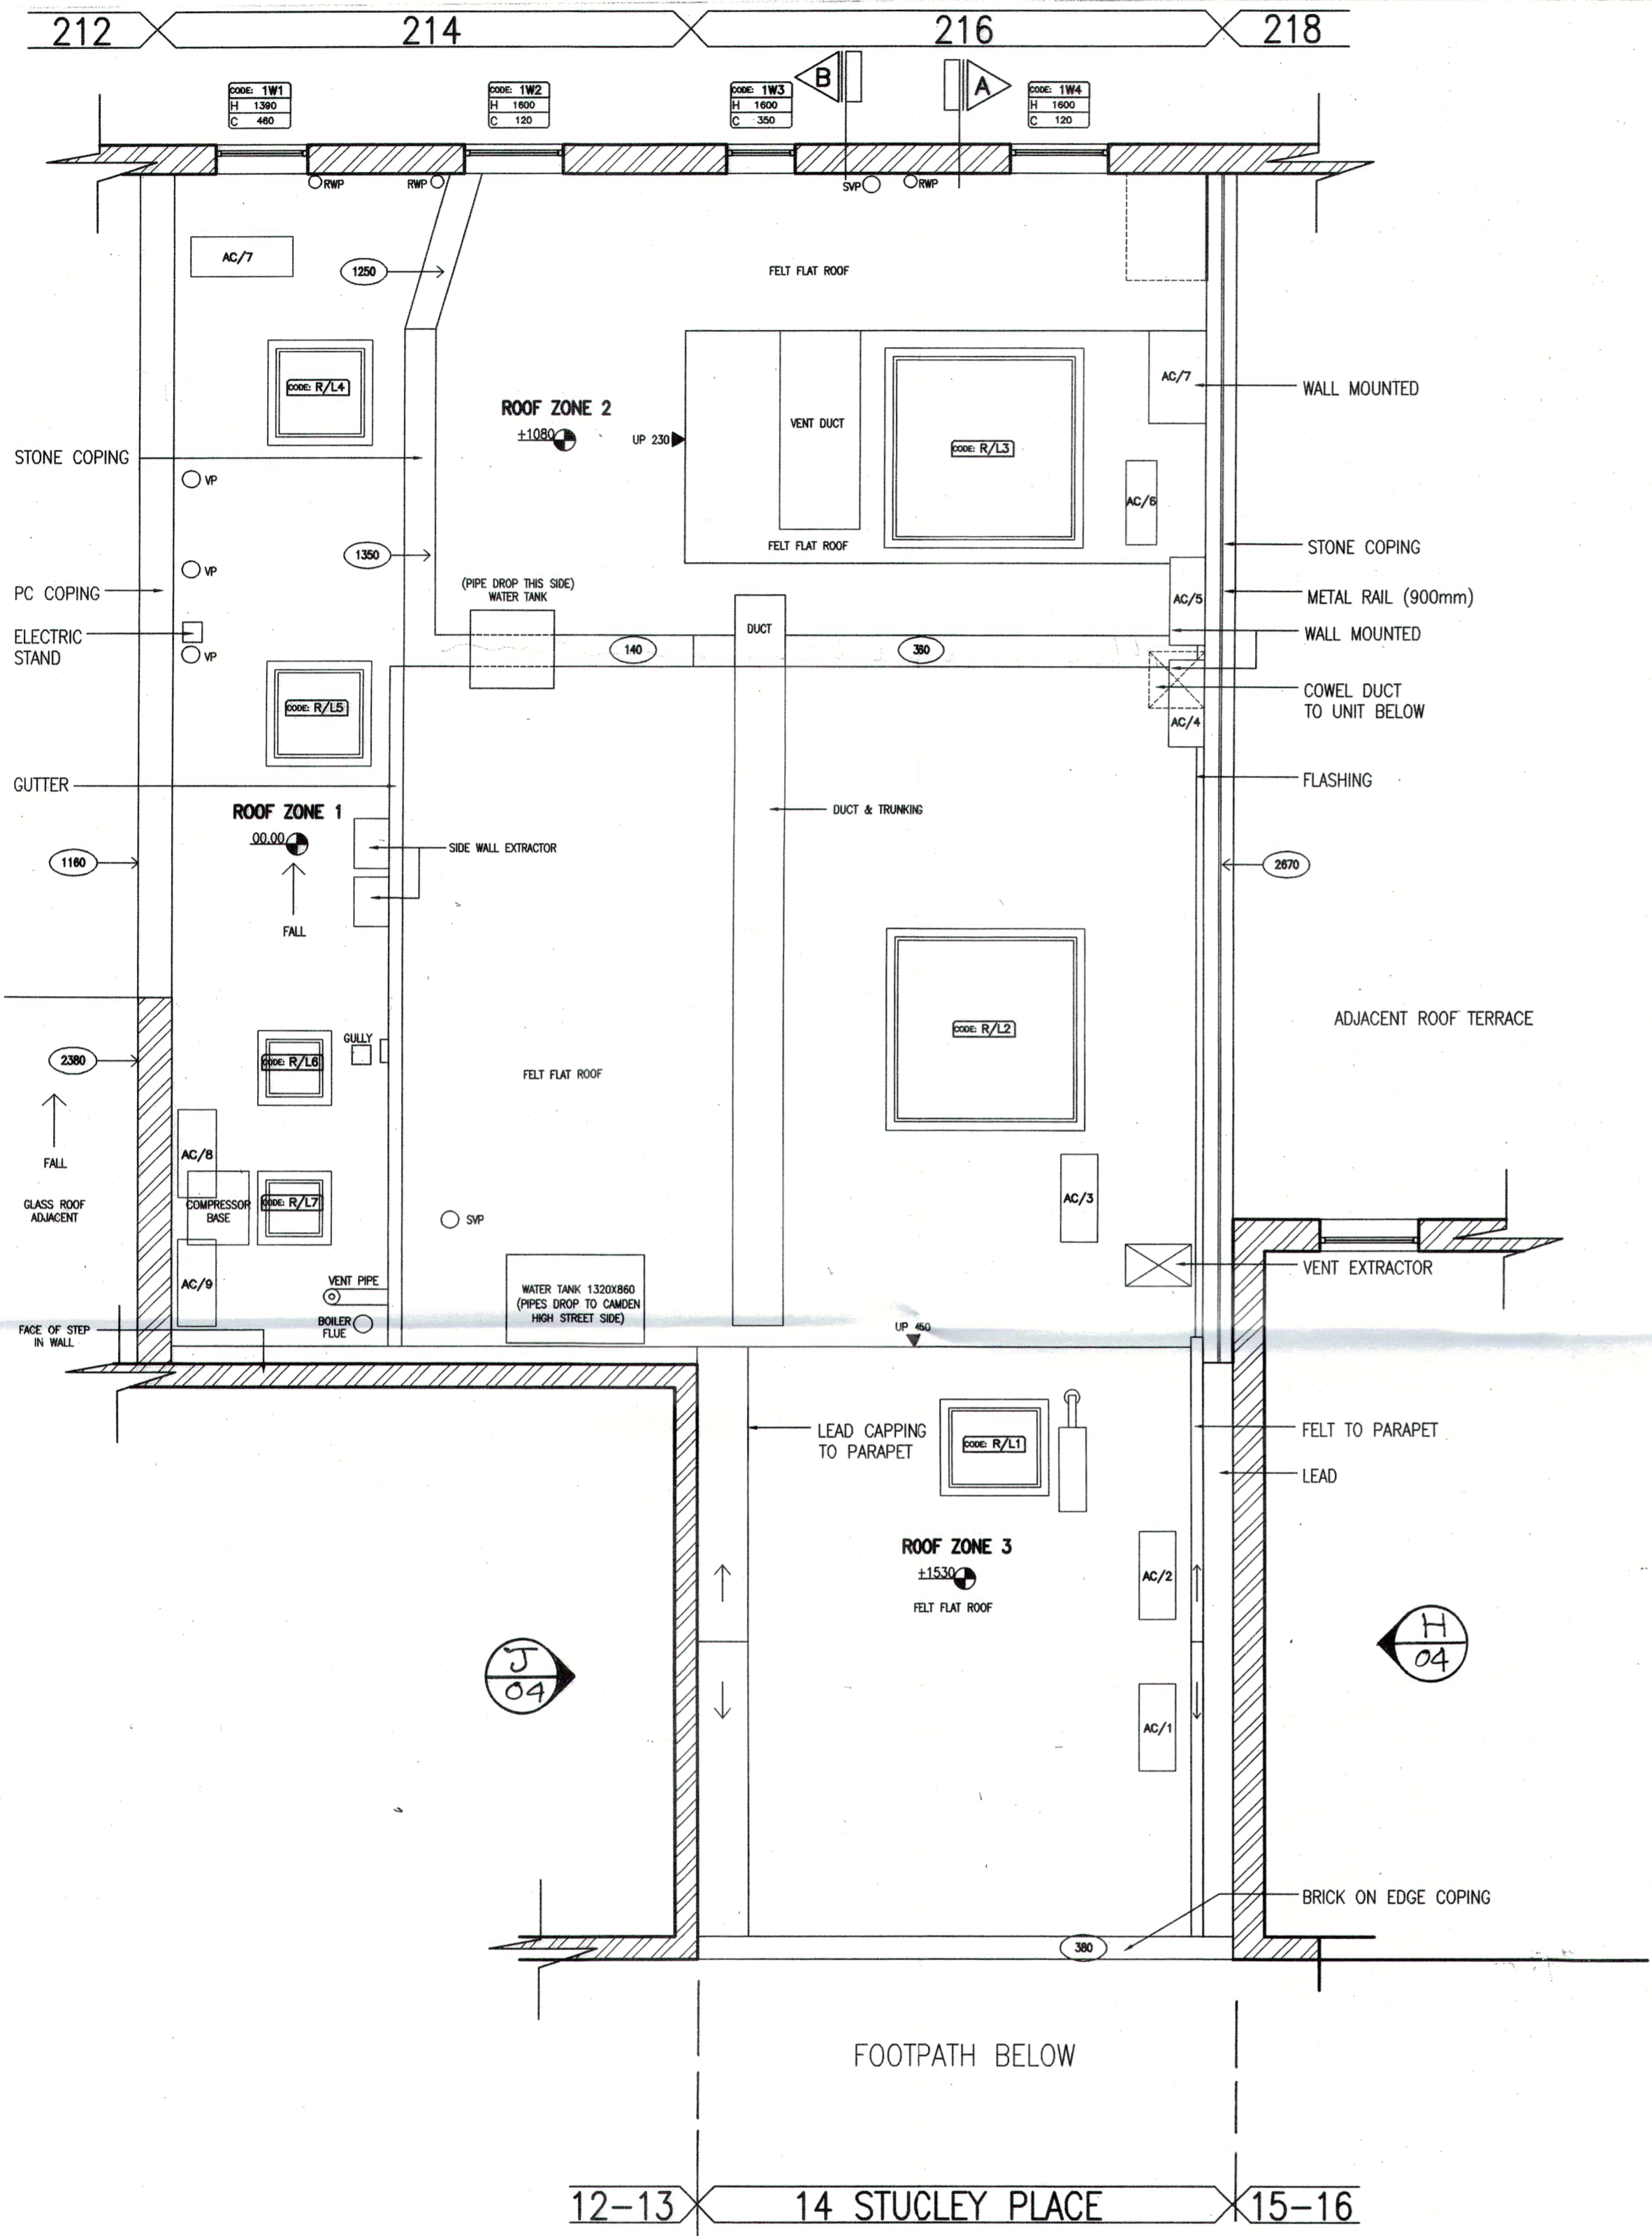 212
214
216
218
B
A
CODE: 1W1
H 1390
C 460
CODE: 1W2
H 1600
C 120
CODE: 1W3
H 1600
C 350
CODE: 1W4
H 1600
C 120
RWP
RWP
SVP
RWP
AC/7
1250
FELT FLAT ROOF
CODE: R/L4
ROOF ZONE 2
+1080
UP 230
VENT DUCT
CODE: R/L3
AC/7
WALL MOUNTED
STONE COPING
VP
AC/6
1350
FELT FLAT ROOF
STONE COPING
VP
PC COPING
(PIPE DROP THIS SIDE)
WATER TANK
AC/5
METAL RAIL (900mm)
ELECTRIC
STAND
VP
DUCT
140
360
WALL MOUNTED
CODE: R/L5
COWEL DUCT
TO UNIT BELOW
AC/4
GUTTER
FLASHING
ROOF ZONE 1
00.00
DUCT & TRUNKING
SIDE WALL EXTRACTOR
1160
2670
FALL
ADJACENT ROOF TERRACE
CODE: R/L2
GULLY
2380
CODE: R/L6
FELT FLAT ROOF
FALL
AC/8
GLASS ROOF
ADJACENT
COMPRESSOR
BASE
CODE: R/L7
AC/3
SVP
AC/9
VENT PIPE
WATER TANK 1320X860
(PIPES DROP TO CAMDEN
HIGH STREET SIDE)
VENT EXTRACTOR
BOILER
FLUE
FACE OF STEP
IN WALL
UP 450
LEAD CAPPING
TO PARAPET
CODE: R/L1
FELT TO PARAPET
LEAD
ROOF ZONE 3
+1530
FELT FLAT ROOF
AC/2
J
04
H
04
AC/1
BRICK ON EDGE COPING
380
FOOTPATH BELOW
12-13
14 STUCLEY PLACE
15-16